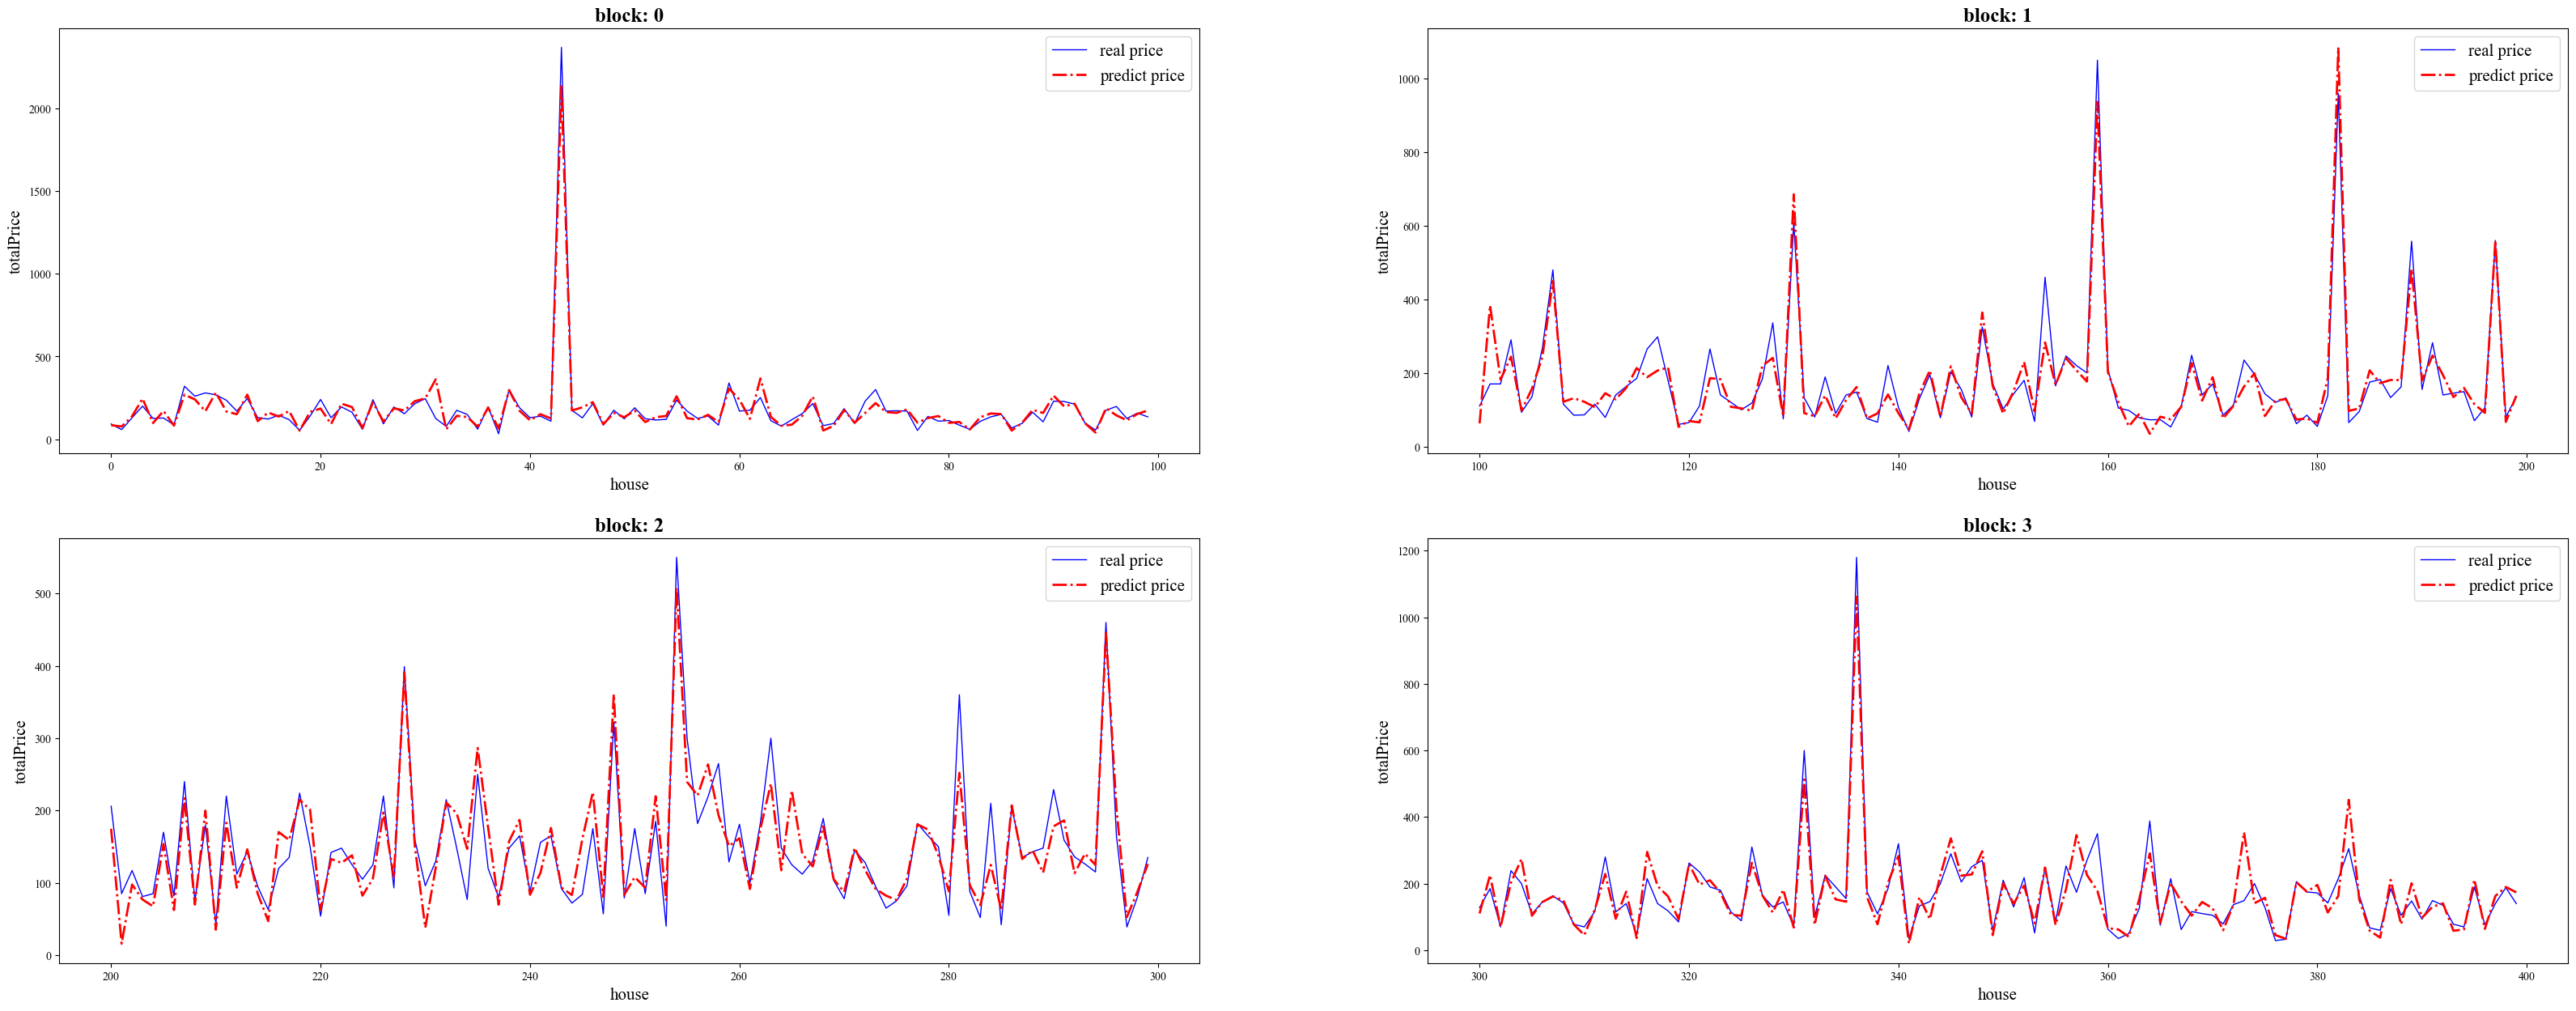 block: 0
real price
predict price
totalPrice
2000
1500
1000
500
0
0 20 40 60 80 100
house
block: 1
real price
predict price
totalPrice
1000
800
600
400
200
0
100 120 140 160 180 200
house
block: 2
real price
predict price
totalPrice
500
400
300
200
100
0
200 220 240 260 280 300
house
block: 3
real price
predict price
totalPrice
1200
1000
800
600
400
200
0
300 320 340 360 380 400
house